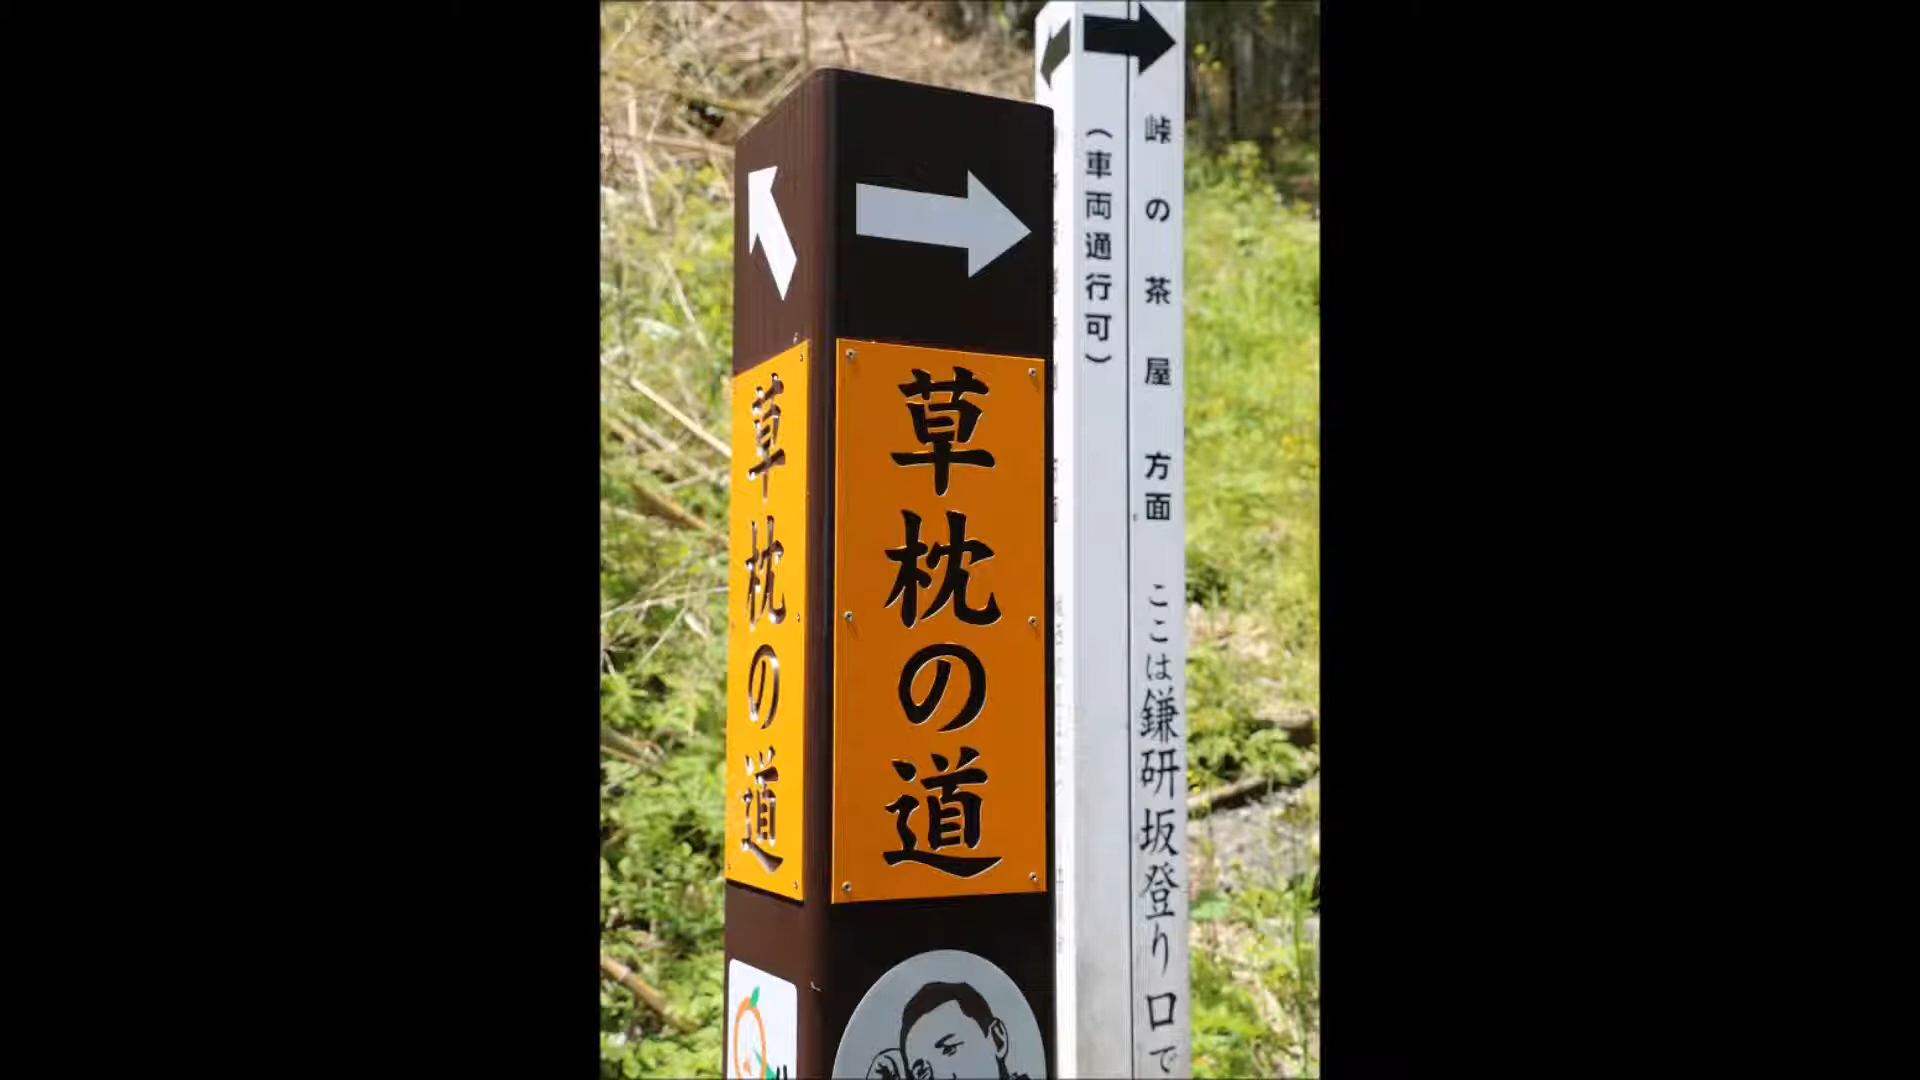 草枕の道
草枕の道
峠の茶屋方面 ここは鎌研坂登り口で
(車両通行可)